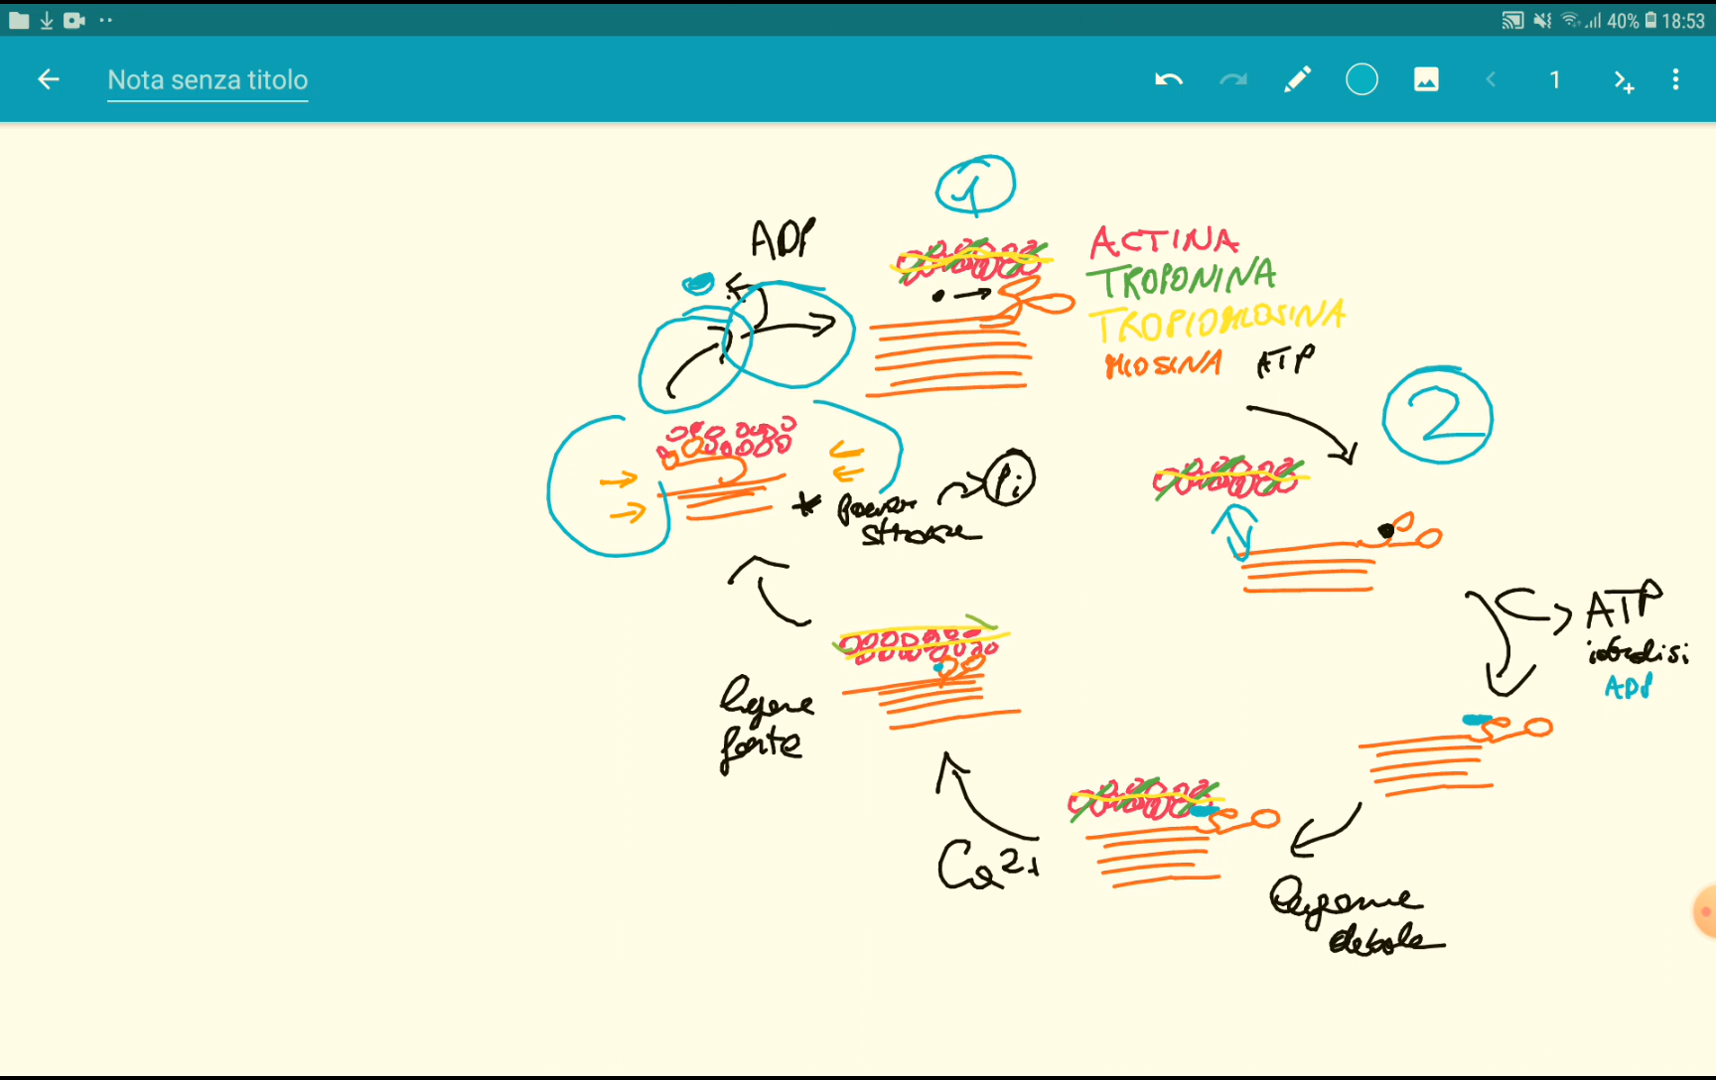 40% 18:53
Nota senza titolo
1
1
ADP
ACTINA
TROPONINA
TROPIOMIOSINA
MIOSINA
ATP
2
* power
stroke
Pi
ATP
idrolisi
ADP
legame
forte
Ca2+
Legame
debole